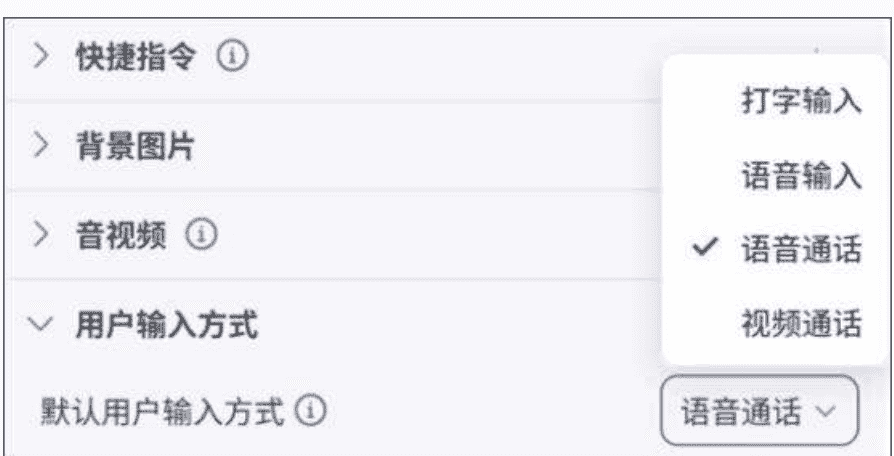 快捷指令
背景图片
音视频
用户输入方式
默认用户输入方式
打字输入
语音输入
语音通话
视频通话
语音通话